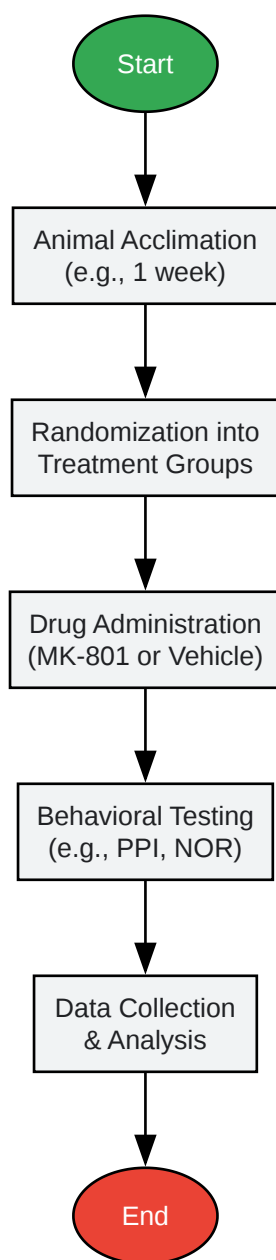 Start
Animal Acclimation
(e.g., 1 week)
Randomization into
Treatment Groups
Drug Administration
(MK-801 or Vehicle)
Behavioral Testing
(e.g., PPI, NOR)
Data Collection
& Analysis
End